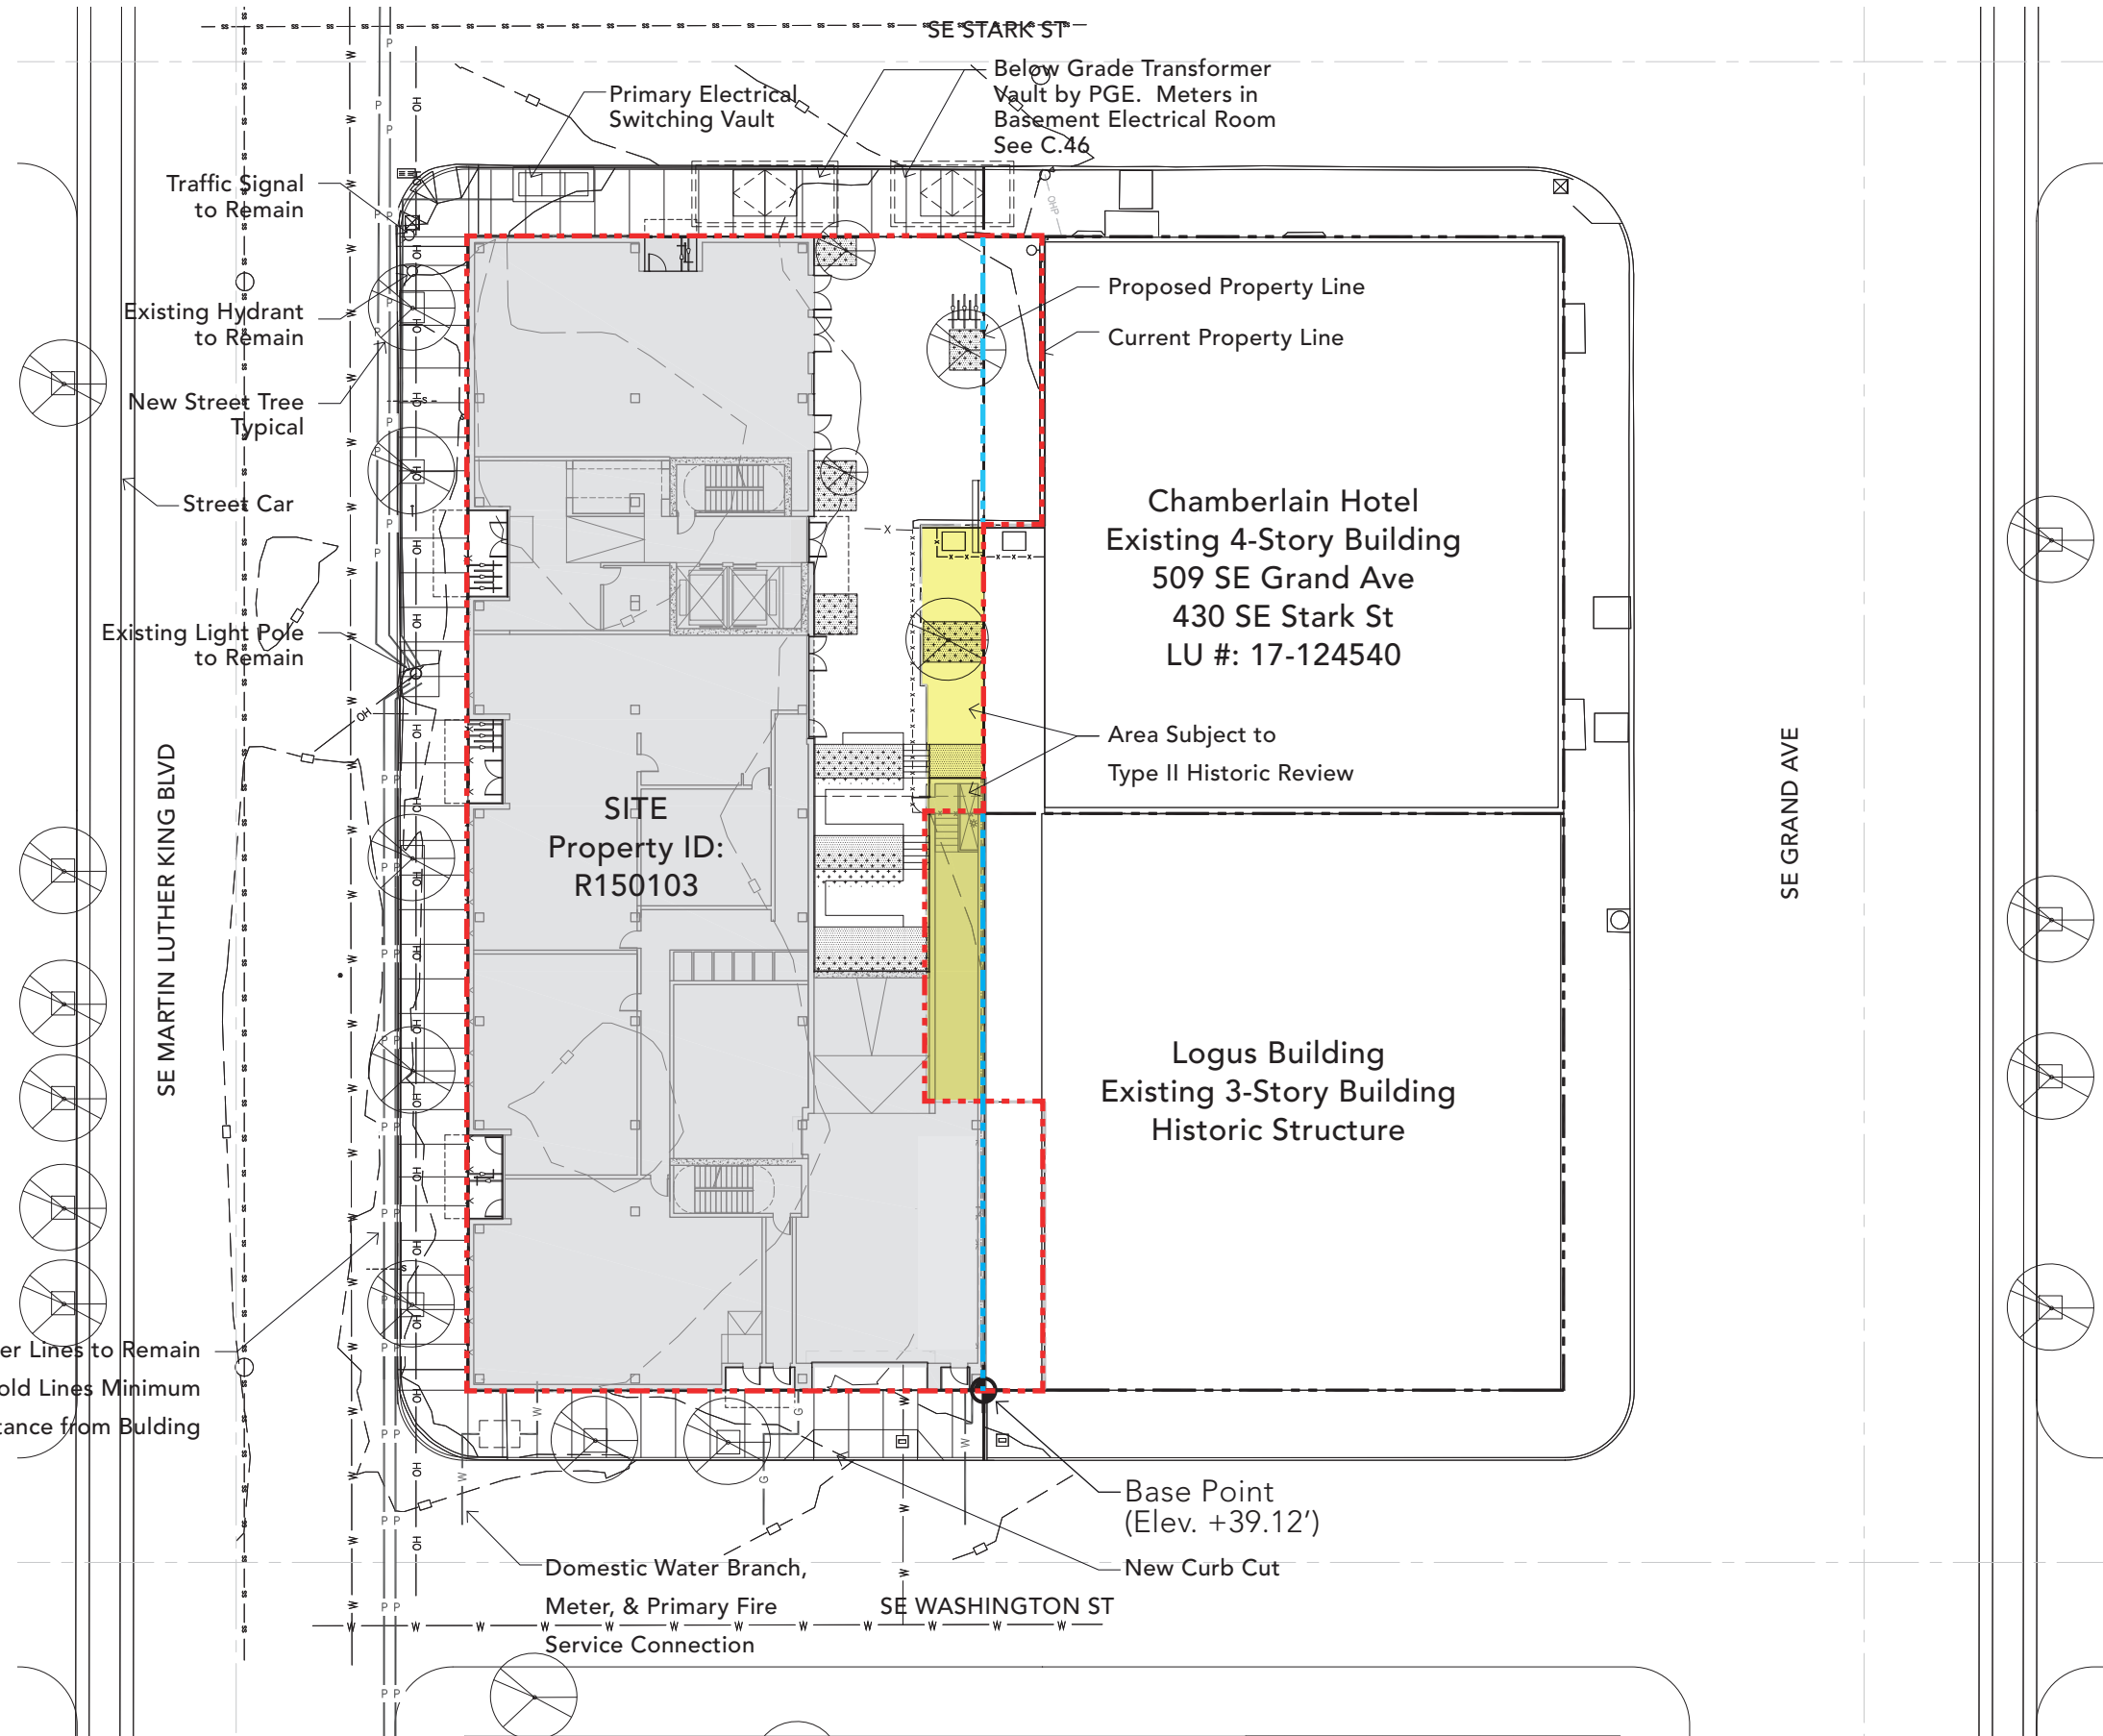 SE STARK ST
Below Grade Transformer
Vault by PGE. Meters in
Basement Electrical Room
See C.46
Primary Electrical
Switching Vault
Traffic Signal
to Remain
Existing Hydrant
to Remain
New Street Tree
Typical
Street Car
Existing Light Pole
to Remain
SE MARTIN LUTHER KING BLVD
Proposed Property Line
Current Property Line
Chamberlain Hotel
Existing 4-Story Building
509 SE Grand Ave
430 SE Stark St
LU #: 17-124540
Area Subject to
Type II Historic Review
SE GRAND AVE
SITE
Property ID:
R150103
Logus Building
Existing 3-Story Building
Historic Structure
er Lines to Remain
old Lines Minimum
tance from Bulding
Base Point
(Elev. +39.12')
New Curb Cut
Domestic Water Branch,
Meter, & Primary Fire
Service Connection
SE WASHINGTON ST